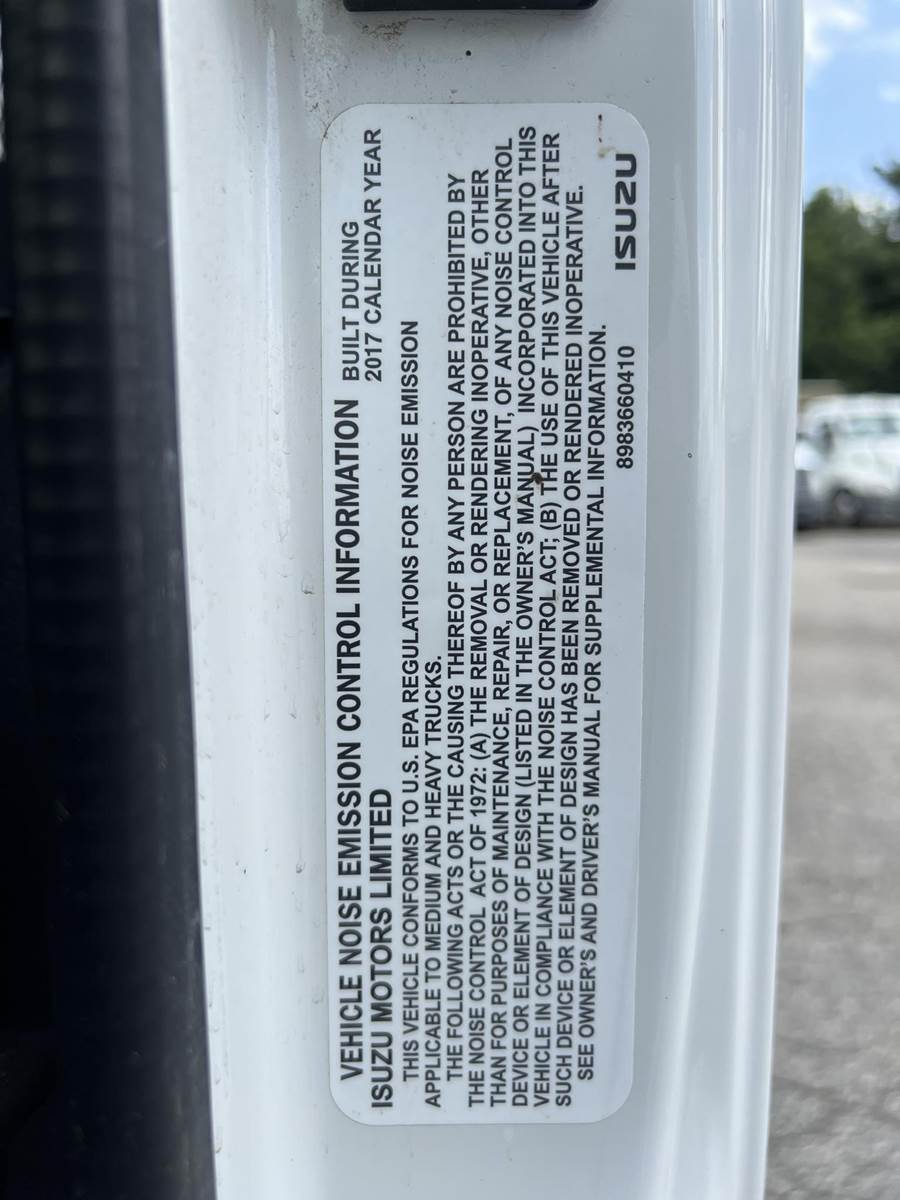 VEHICLE NOISE EMISSION CONTROL INFORMATION
ISUZU MOTORS LIMITED
BUILT DURING
2017 CALENDAR YEAR
THIS VEHICLE CONFORMS TO U.S. EPA REGULATIONS FOR NOISE EMISSION
APPLICABLE TO MEDIUM AND HEAVY TRUCKS.
THE FOLLOWING ACTS OR THE CAUSING THEREOF BY ANY PERSON ARE PROHIBITED BY
THE NOISE CONTROL ACT OF 1972: (A) THE REMOVAL OR RENDERING INOPERATIVE, OTHER
THAN FOR PURPOSES OF MAINTENANCE, REPAIR, OR REPLACEMENT, OF ANY NOISE CONTROL
DEVICE OR ELEMENT OF DESIGN (LISTED IN THE OWNER'S MANUAL) INCORPORATED INTO THIS
VEHICLE IN COMPLIANCE WITH THE NOISE CONTROL ACT; (B) THE USE OF THIS VEHICLE AFTER
SUCH DEVICE OR ELEMENT OF DESIGN HAS BEEN REMOVED OR RENDERED INOPERATIVE.
SEE OWNER'S AND DRIVER'S MANUAL FOR SUPPLEMENTAL INFORMATION.
8983660410
ISUZU